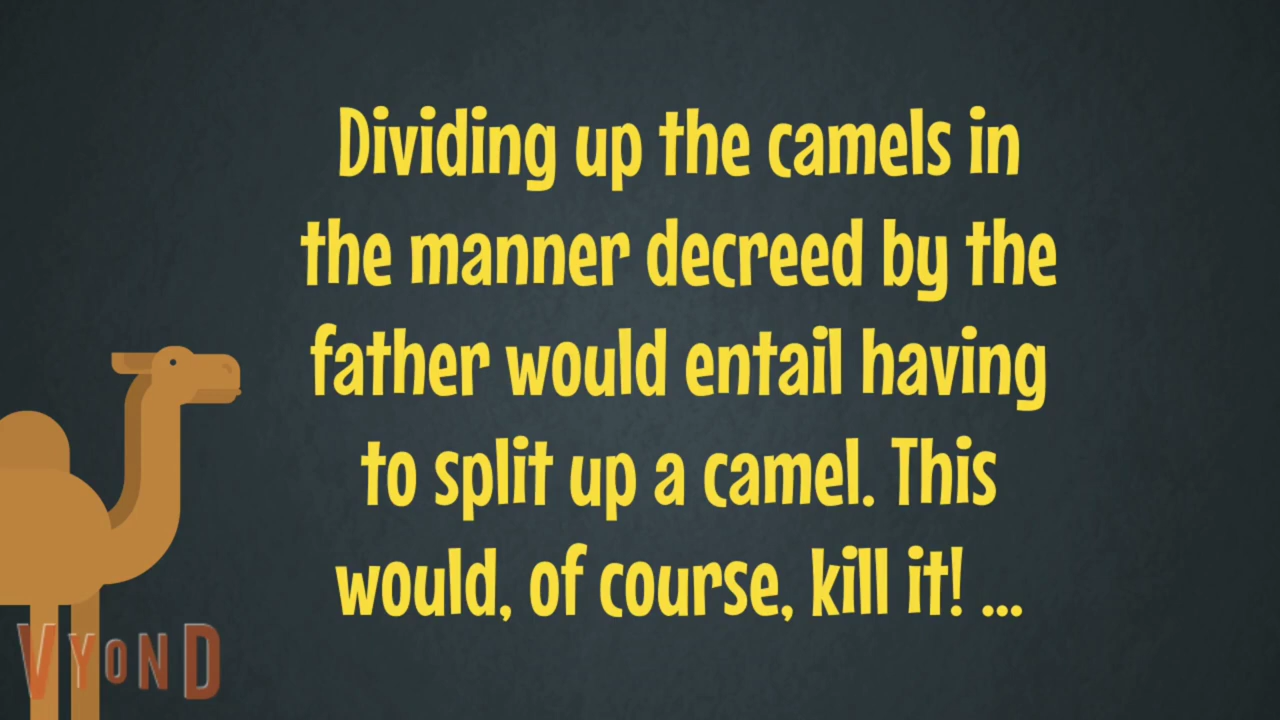 Dividing up the camels in
the manner decreed by the
father would entail having
to split up a camel. This
would, of course, kill it! ...
VYOND